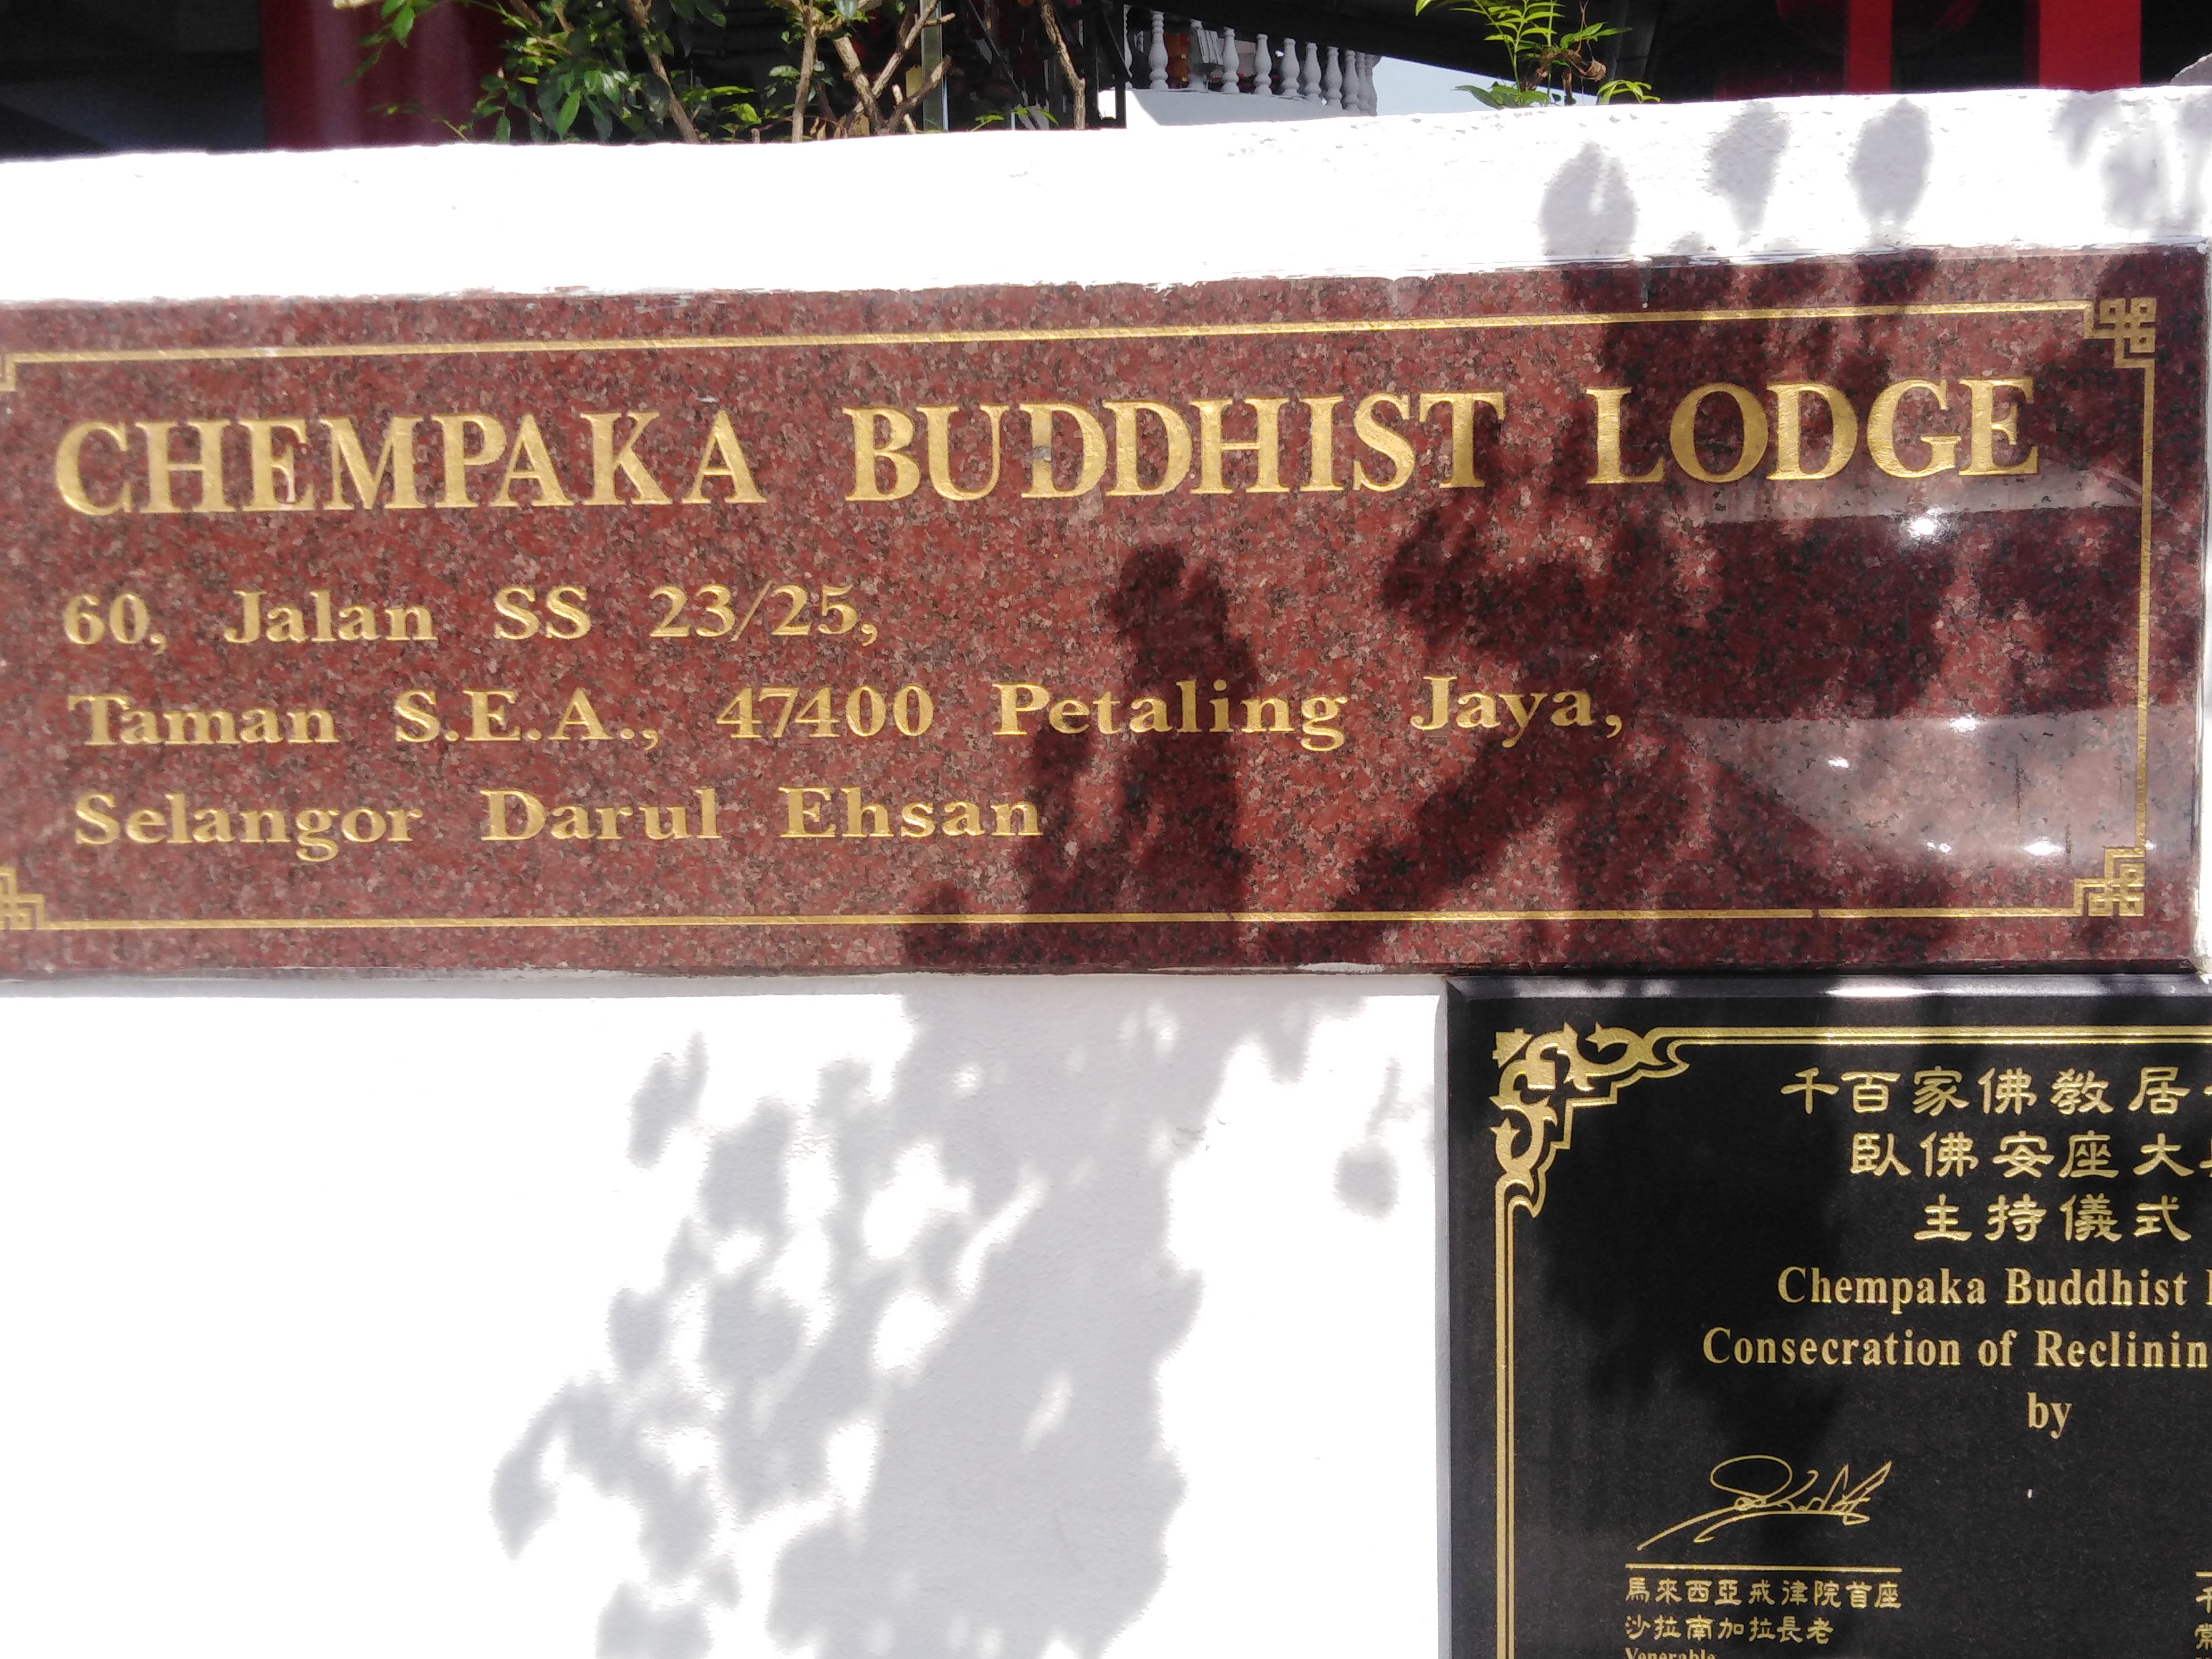 CHEMPAKA BUDDHIST LODGE
60, Jalan SS 23/25,
Taman S.E.A., 47400 Petaling Jaya,
Selangor Darul Ehsan
千百家佛教居
臥佛安座大
主持儀式
Chempaka Buddhist
Consecration of Reclinin
by
馬來西亞戒律院首座
沙拉南加拉長老
Venerable